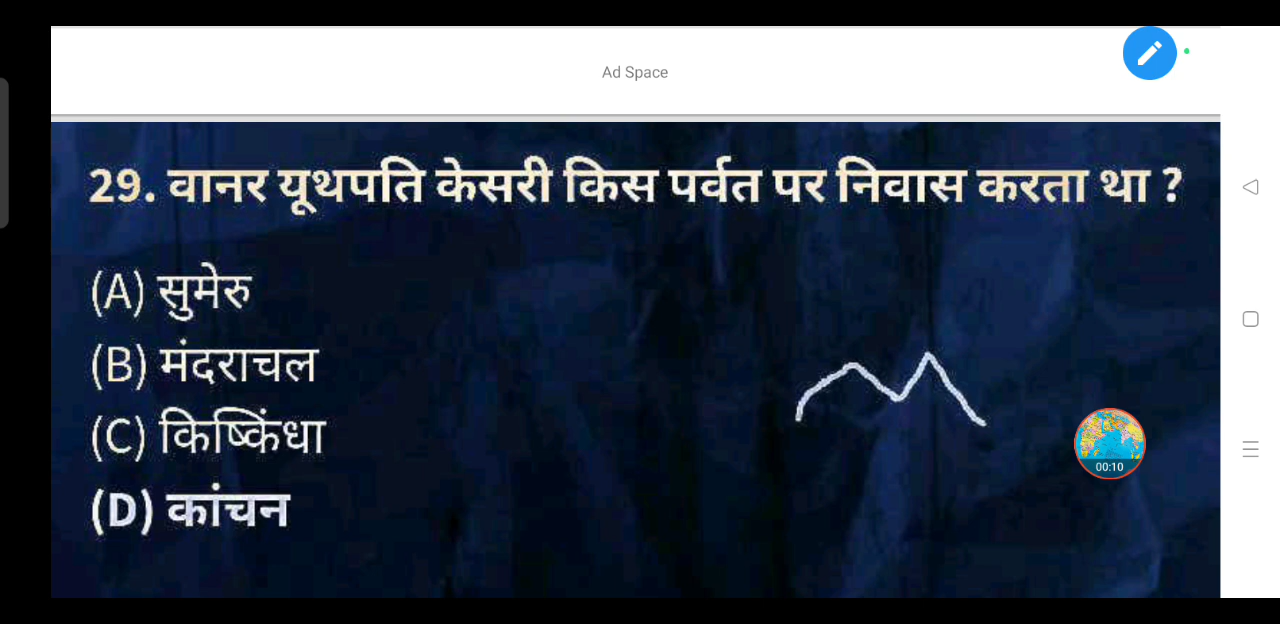 Ad Space
29. वानर यूथपति केसरी किस पर्वत पर निवास करता था ?
(A) सुमेरु
(B) मंदराचल
(C) किष्किंधा
(D) कांचन
00:10